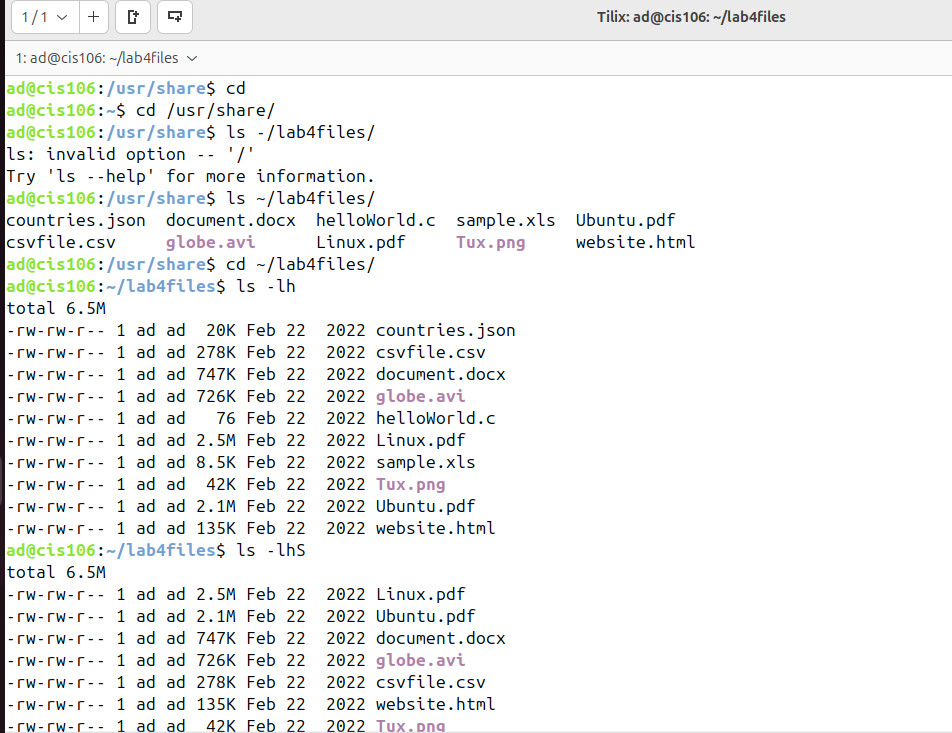 1 / 1
Tilix: ad@cis106: ~/lab4files
1: ad@cis106: ~/lab4files
ad@cis106:/usr/share$ cd
ad@cis106:~$ cd /usr/share/
ad@cis106:/usr/share$ ls -/lab4files/
ls: invalid option -- '/'
Try 'ls --help' for more information.
ad@cis106:/usr/share$ ls ~/lab4files/
countries.json  document.docx  helloWorld.c  sample.xls  Ubuntu.pdf
csvfile.csv     globe.avi      Linux.pdf     Tux.png     website.html
ad@cis106:/usr/share$ cd ~/lab4files/
ad@cis106:~/lab4files$ ls -lh
total 6.5M
-rw-rw-r-- 1 ad ad  20K Feb 22  2022 countries.json
-rw-rw-r-- 1 ad ad 278K Feb 22  2022 csvfile.csv
-rw-rw-r-- 1 ad ad 747K Feb 22  2022 document.docx
-rw-rw-r-- 1 ad ad 726K Feb 22  2022 globe.avi
-rw-rw-r-- 1 ad ad   76 Feb 22  2022 helloWorld.c
-rw-rw-r-- 1 ad ad 2.5M Feb 22  2022 Linux.pdf
-rw-rw-r-- 1 ad ad 8.5K Feb 22  2022 sample.xls
-rw-rw-r-- 1 ad ad  42K Feb 22  2022 Tux.png
-rw-rw-r-- 1 ad ad 2.1M Feb 22  2022 Ubuntu.pdf
-rw-rw-r-- 1 ad ad 135K Feb 22  2022 website.html
ad@cis106:~/lab4files$ ls -lhS
total 6.5M
-rw-rw-r-- 1 ad ad 2.5M Feb 22  2022 Linux.pdf
-rw-rw-r-- 1 ad ad 2.1M Feb 22  2022 Ubuntu.pdf
-rw-rw-r-- 1 ad ad 747K Feb 22  2022 document.docx
-rw-rw-r-- 1 ad ad 726K Feb 22  2022 globe.avi
-rw-rw-r-- 1 ad ad 278K Feb 22  2022 csvfile.csv
-rw-rw-r-- 1 ad ad 135K Feb 22  2022 website.html
-rw-rw-r-- 1 ad ad  42K Feb 22  2022 Tux.png